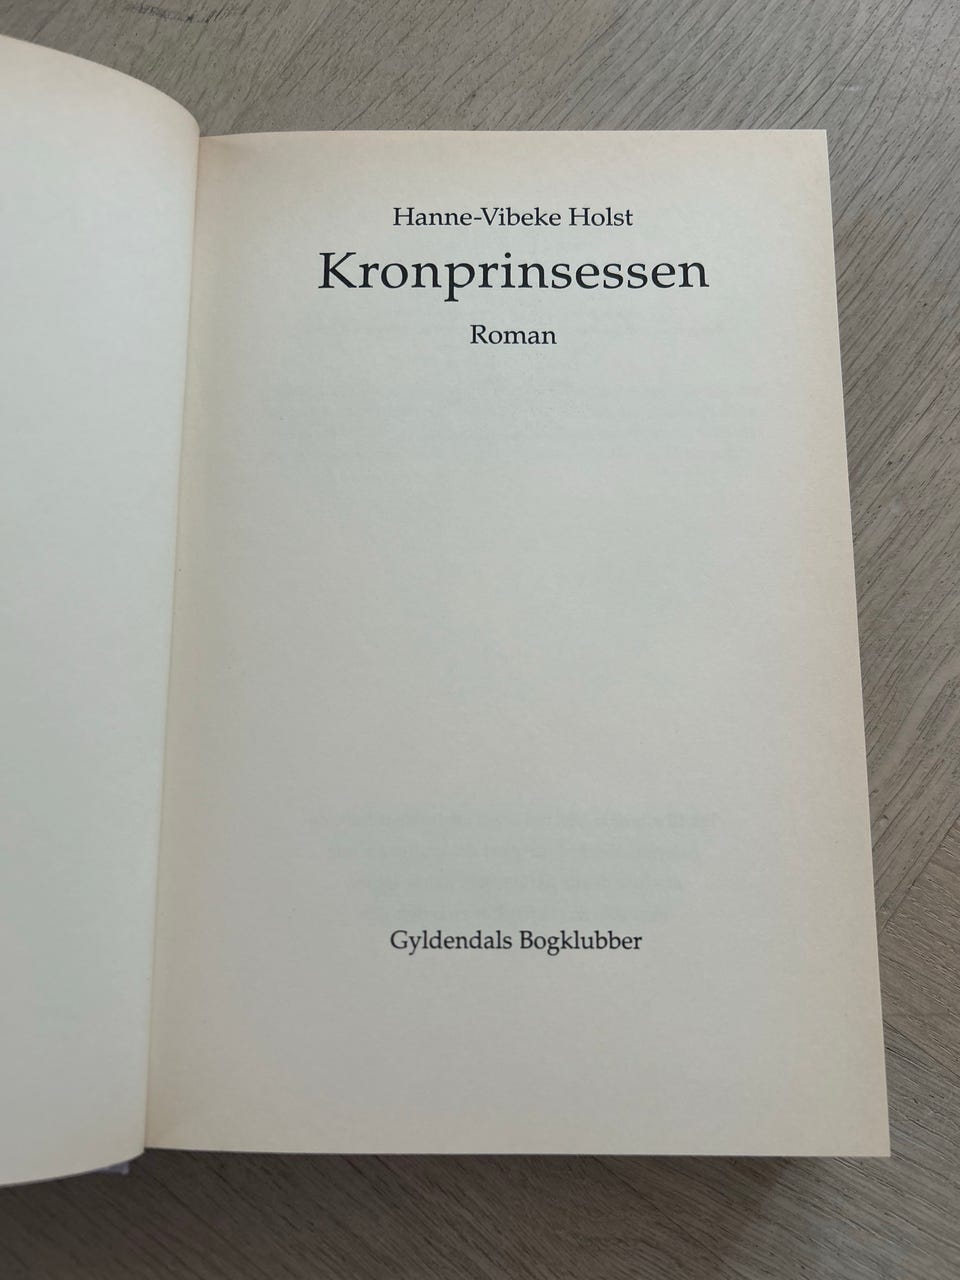 Hanne-Vibeke Holst
Kronprinsessen
Roman
Gyldendals Bogklubber